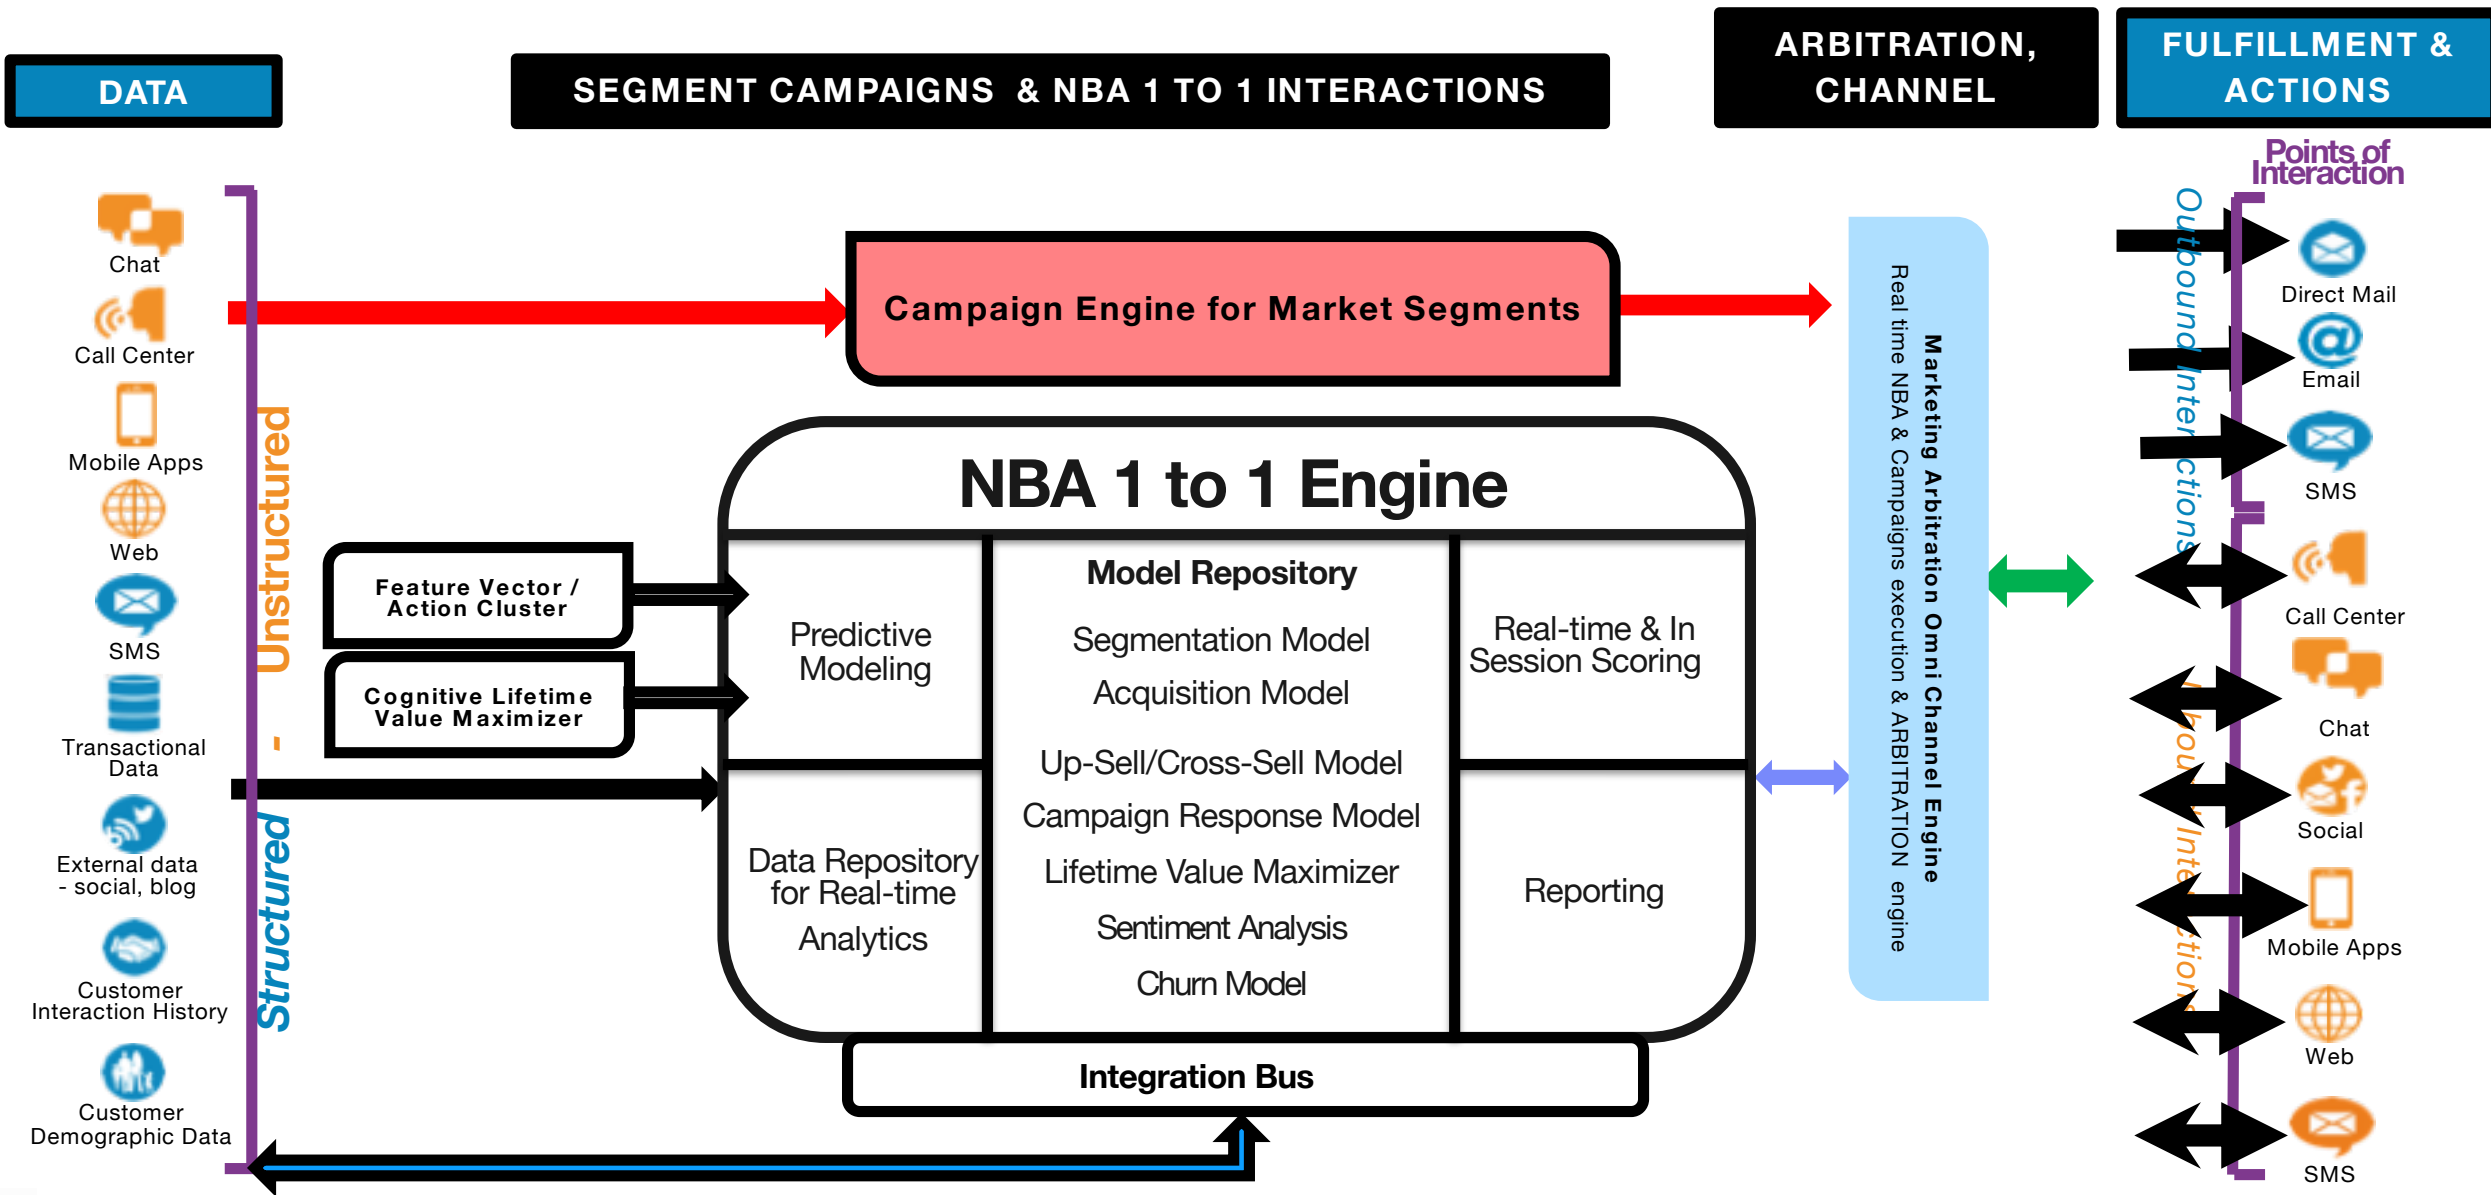 DATA
SEGMENT CAMPAIGNS & NBA 1 TO 1 INTERACTIONS
ARBITRATION,
CHANNEL
FULFILLMENT &
ACTIONS
Chat
Call Center
Mobile Apps
Web
SMS
Transactional
Data
External data
- social, blog
Customer
Interaction History
Customer
Demographic Data
Structured - Unstructured
Campaign Engine for Market Segments
Feature Vector /
Action Cluster
Cognitive Lifetime
Value Maximizer
NBA 1 to 1 Engine
Predictive
Modeling
Data Repository
for Real-time
Analytics
Model Repository
Segmentation Model
Acquisition Model
Up-Sell/Cross-Sell Model
Campaign Response Model
Lifetime Value Maximizer
Sentiment Analysis
Churn Model
Real-time & In
Session Scoring
Reporting
Integration Bus
Marketing Arbitration Omni Channel Engine
Real time NBA & Campaigns execution & ARBITRATION engine
Points of
Interaction
Outbound Interactions
Inbound Interactions
Direct Mail
Email
SMS
Call Center
Chat
Social
Mobile Apps
Web
SMS